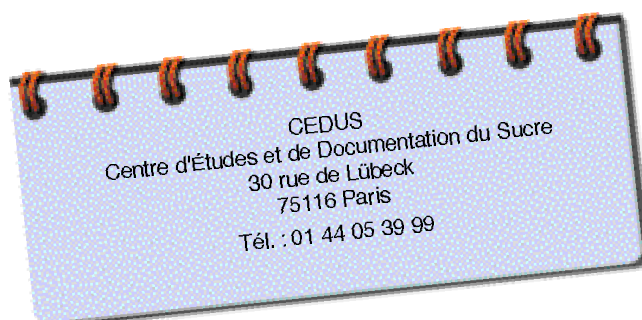 CEDUS
Centre d'Études et de Documentation du Sucre
30 rue de Lübeck
75116 Paris
Tél. : 01 44 05 39 99